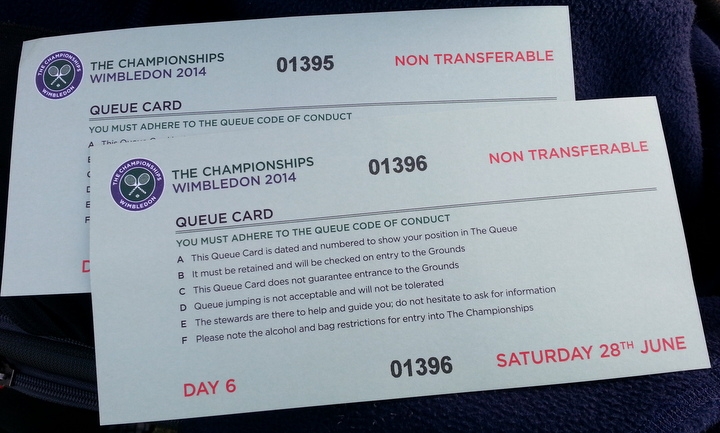 THE CHAMPIONSHIPS
WIMBLEDON 2014
01395
NON TRANSFERABLE
THE CHAMPIONSHIPS
WIMBLEDON
QUEUE CARD
YOU MUST ADHERE TO THE QUEUE CODE OF CONDUCT
A This Queue
D
THE CHAMPIONSHIPS
WIMBLEDON 2014
01396
NON TRANSFERABLE
THE CHAMPIONSHIPS
WIMBLEDON
QUEUE CARD
YOU MUST ADHERE TO THE QUEUE CODE OF CONDUCT
A This Queue Card is dated and numbered to show your position in The Queue
B It must be retained and will be checked on entry to the Grounds
C This Queue Card does not guarantee entrance to the Grounds
D Queue jumping is not acceptable and will not be tolerated
E The stewards are there to help and guide you; do not hesitate to ask for information
F Please note the alcohol and bag restrictions for entry into The Championships
DAY 6
01396
SATURDAY 28TH JUNE